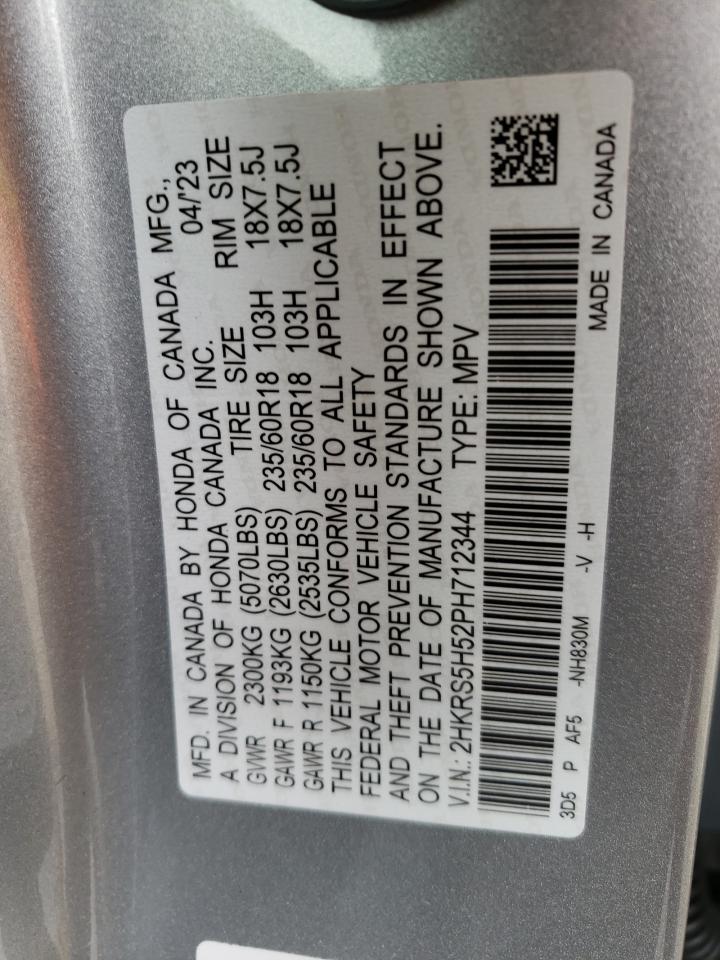 MFD. IN CANADA BY HONDA OF CANADA MFG.,
A DIVISION OF HONDA CANADA INC. 04/'23
GVWR 2300KG (5070LBS) TIRE SIZE RIM SIZE
GAWR F 1193KG (2630LBS) 235/60R18 103H 18X7.5J
GAWR R 1150KG (2535LBS) 235/60R18 103H 18X7.5J
THIS VEHICLE CONFORMS TO ALL APPLICABLE
FEDERAL MOTOR VEHICLE SAFETY
AND THEFT PREVENTION STANDARDS IN EFFECT
ON THE DATE OF MANUFACTURE SHOWN ABOVE.
V.I.N.: 2HKRS5H52PH712344 TYPE: MPV
3D5 P AF5 -NH830M -V -H MADE IN CANADA